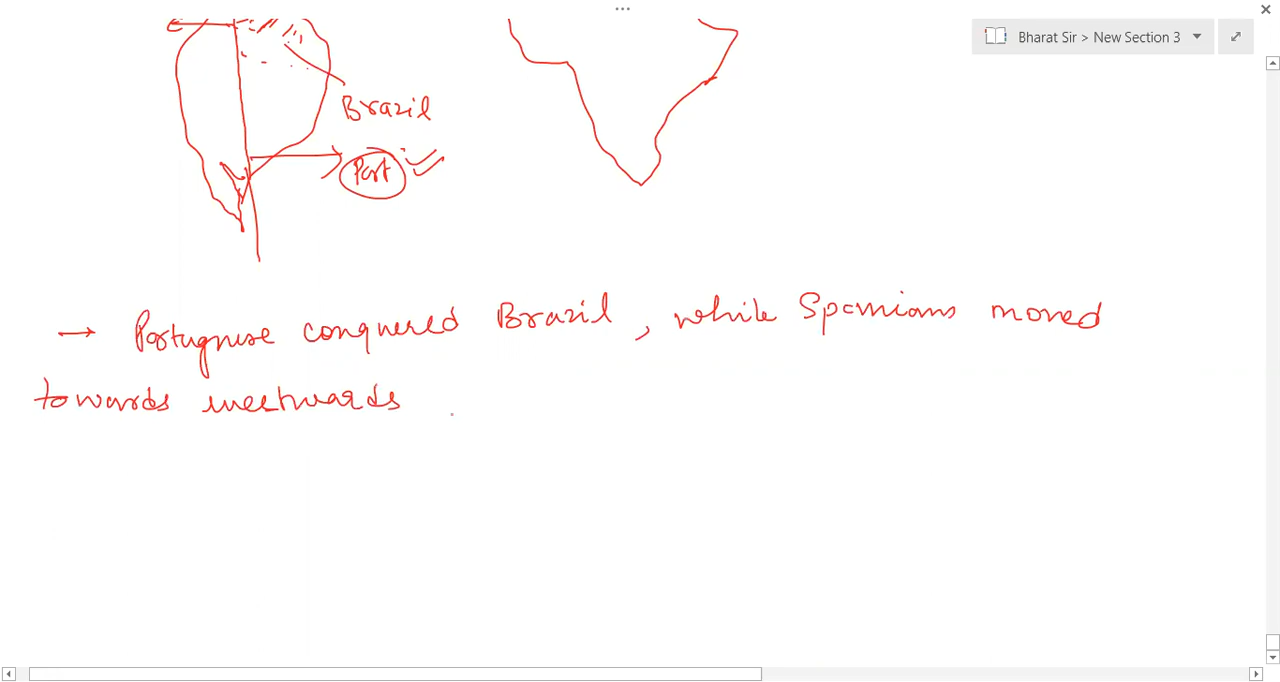 Bharat Sir > New Section 3
Brazil
Port
→ Portuguese conquered Brazil, while Spanians moved
towards westwards